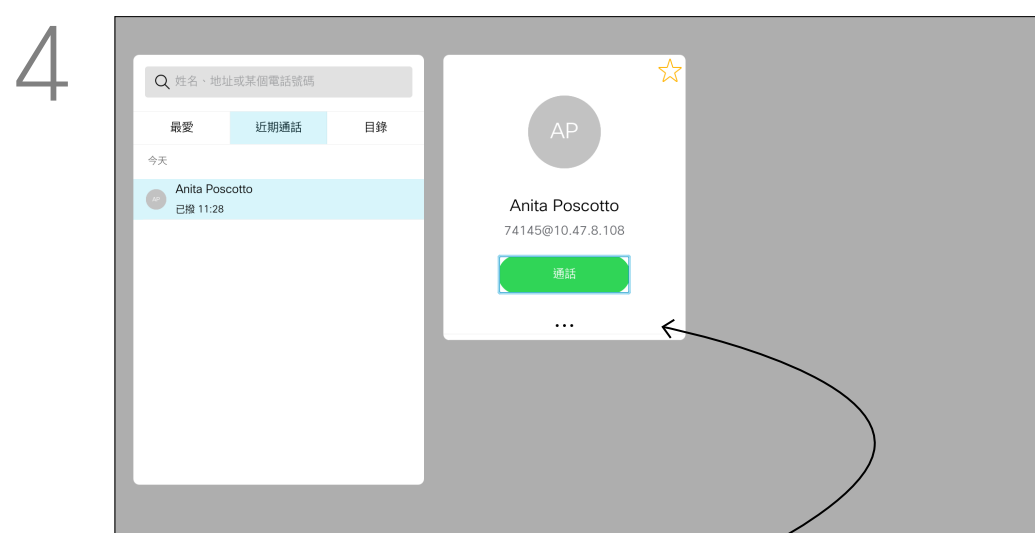 4
姓名、地址或某個電話號碼
最愛
近期通話
目錄
今天
AP
Anita Poscotto
已撥 11:28
AP
Anita Poscotto
74145@10.47.8.108
通話